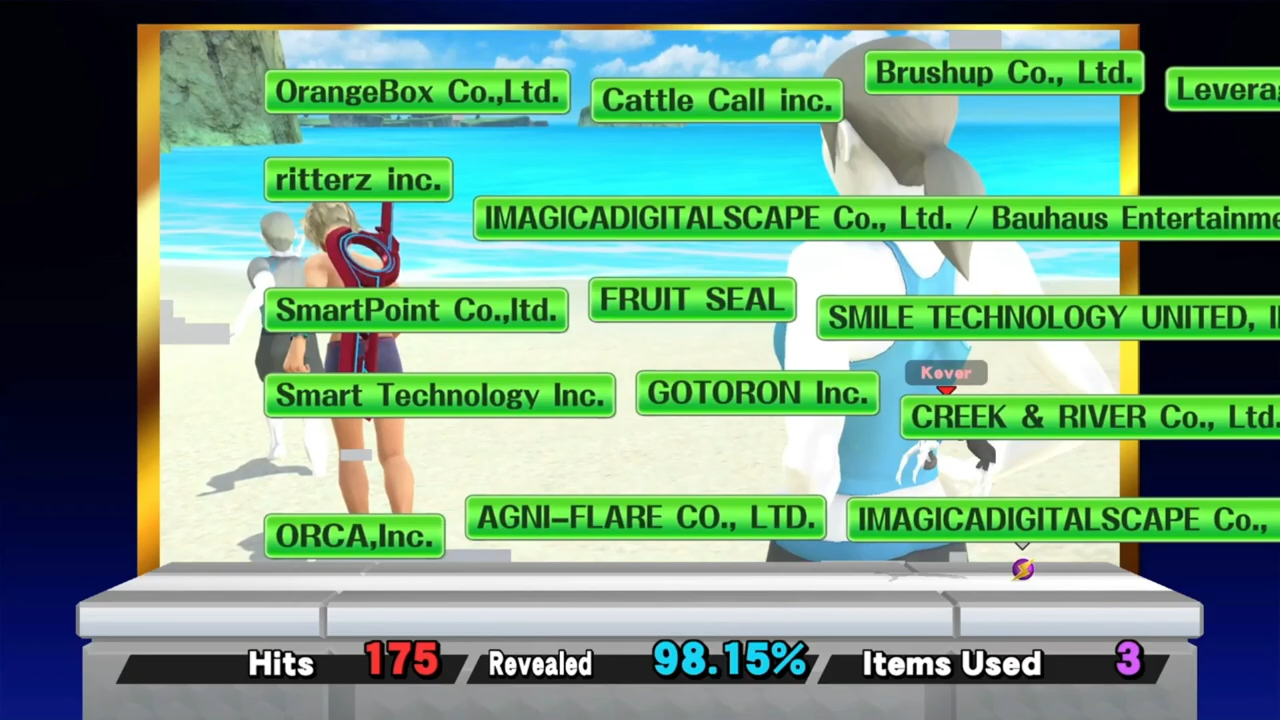 OrangeBox Co.,Ltd.
Cattle Call inc.
Brushup Co., Ltd.
ritterz inc.
IMAGICADIGITALSCAPE Co., Ltd. / Bauhaus
SmartPoint Co.,ltd.
FRUIT SEAL
SMILE TECHNOLOGY UNITED,
Kever
Smart Technology Inc.
GOTORON Inc.
CREEK & RIVER Co., Ltd.
ORCA,Inc.
AGNI-FLARE CO., LTD.
IMAGICADIGITALSCAPE Co.,
Hits 175 Revealed 98.15% Items Used 3